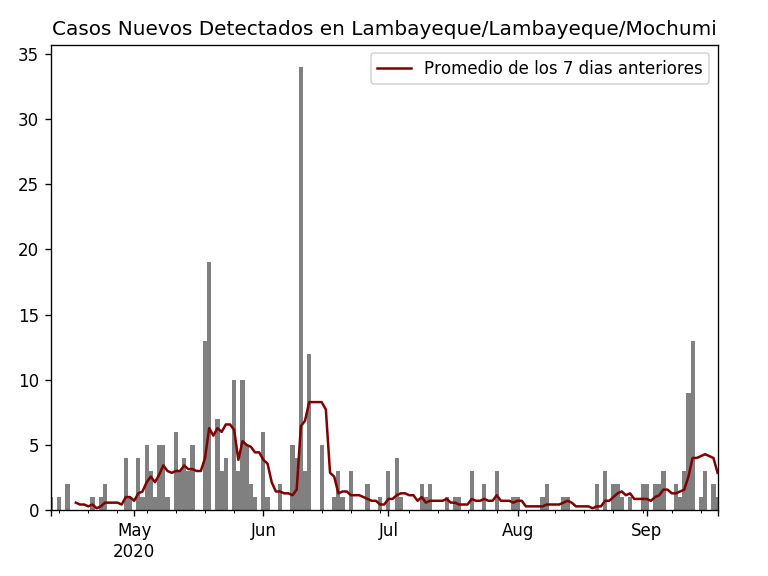 Casos Nuevos Detectados en Lambayeque/Lambayeque/Mochumi
Promedio de los 7 dias anteriores
35
30
25
20
15
10
5
0
May
2020
Jun
Jul
Aug
Sep